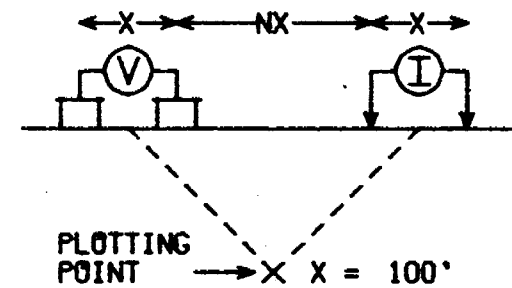 X NX X
V I
PLOTTING
POINT X X = 100'